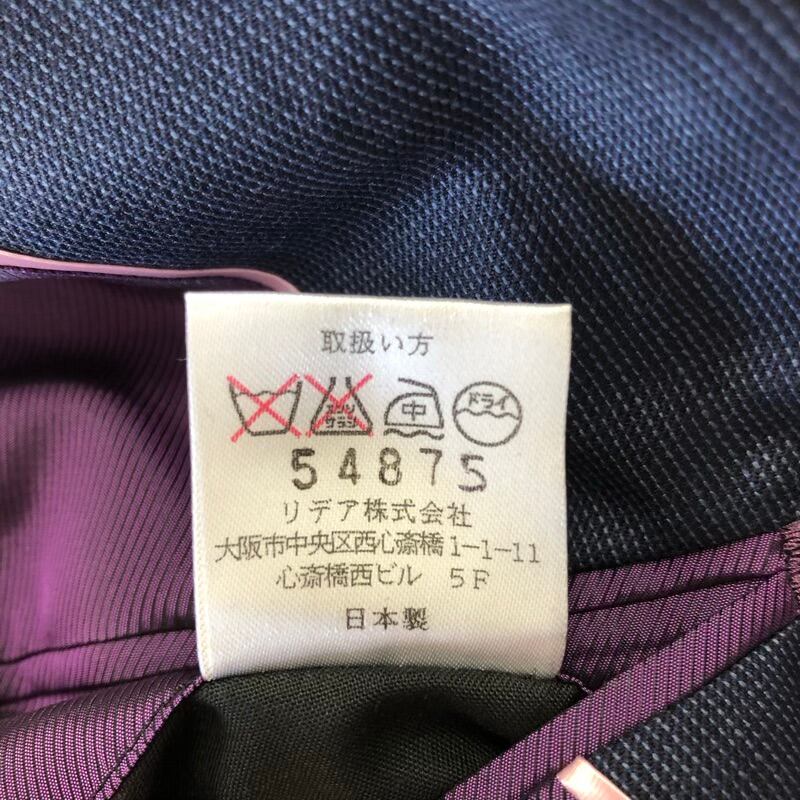 取扱い方
エンソ サラシ 中 ドライ
54875
リデア株式会社
大阪市中央区西心斎橋1-1-11
心斎橋西ビル 5F
日本製